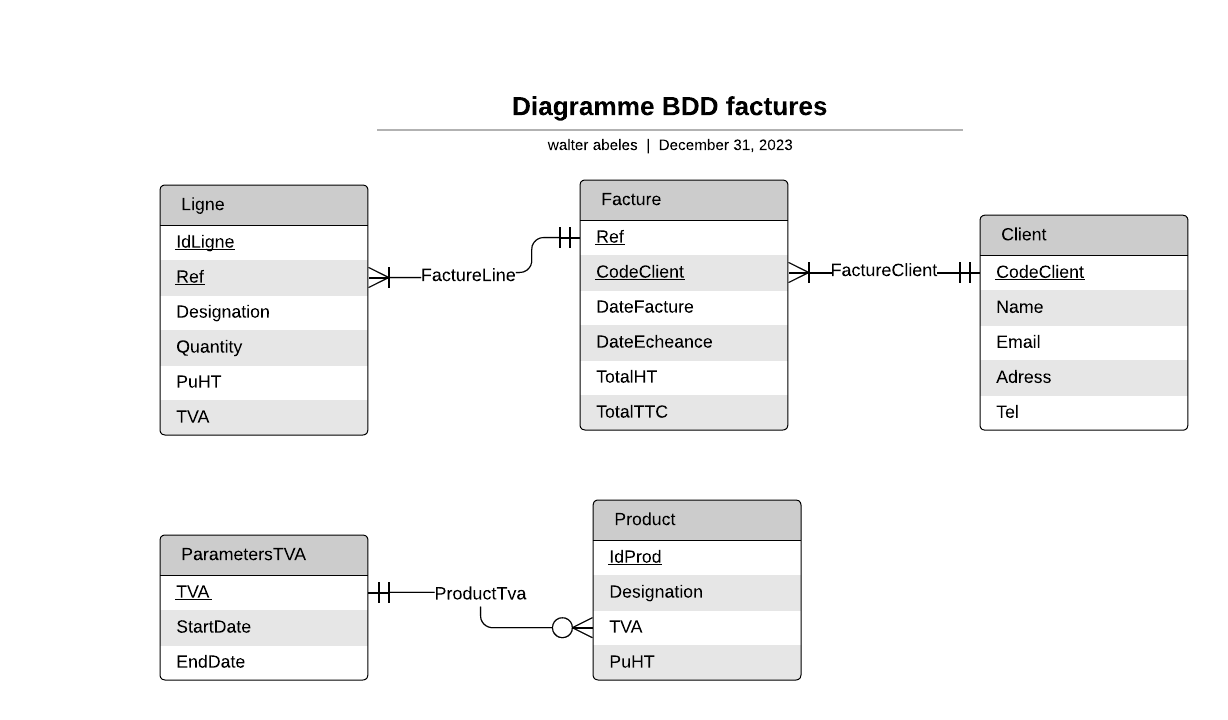 Diagramme BDD factures
walter abeles | December 31, 2023
Ligne
IdLigne
Ref
Designation
Quantity
PuHT
TVA
FactureLine
Facture
Ref
CodeClient
DateFacture
DateEcheance
TotalHT
TotalTTC
FactureClient
Client
CodeClient
Name
Email
Adress
Tel
ParametersTVA
TVA
StartDate
EndDate
ProductTva
Product
IdProd
Designation
TVA
PuHT